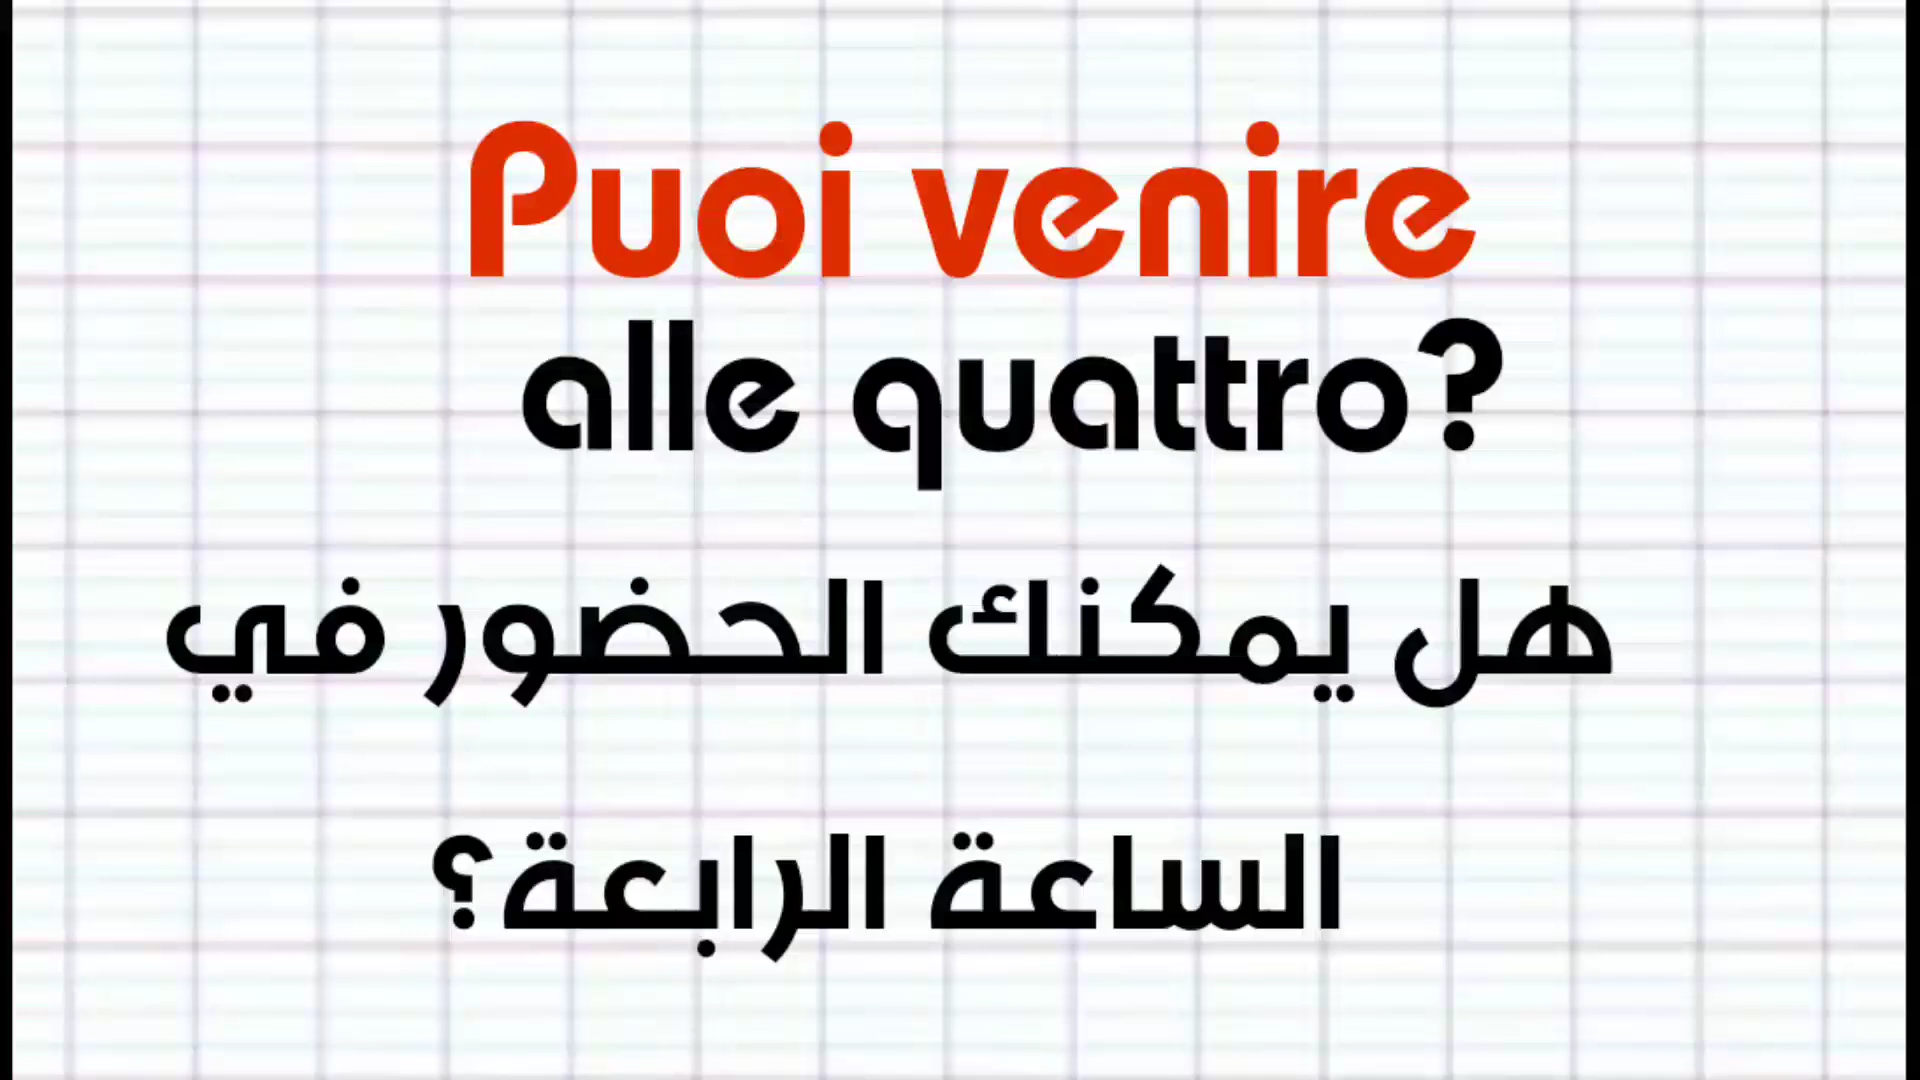 Puoi venire
alle quattro?
هل يمكنك الحضور في
الساعة الرابعة؟